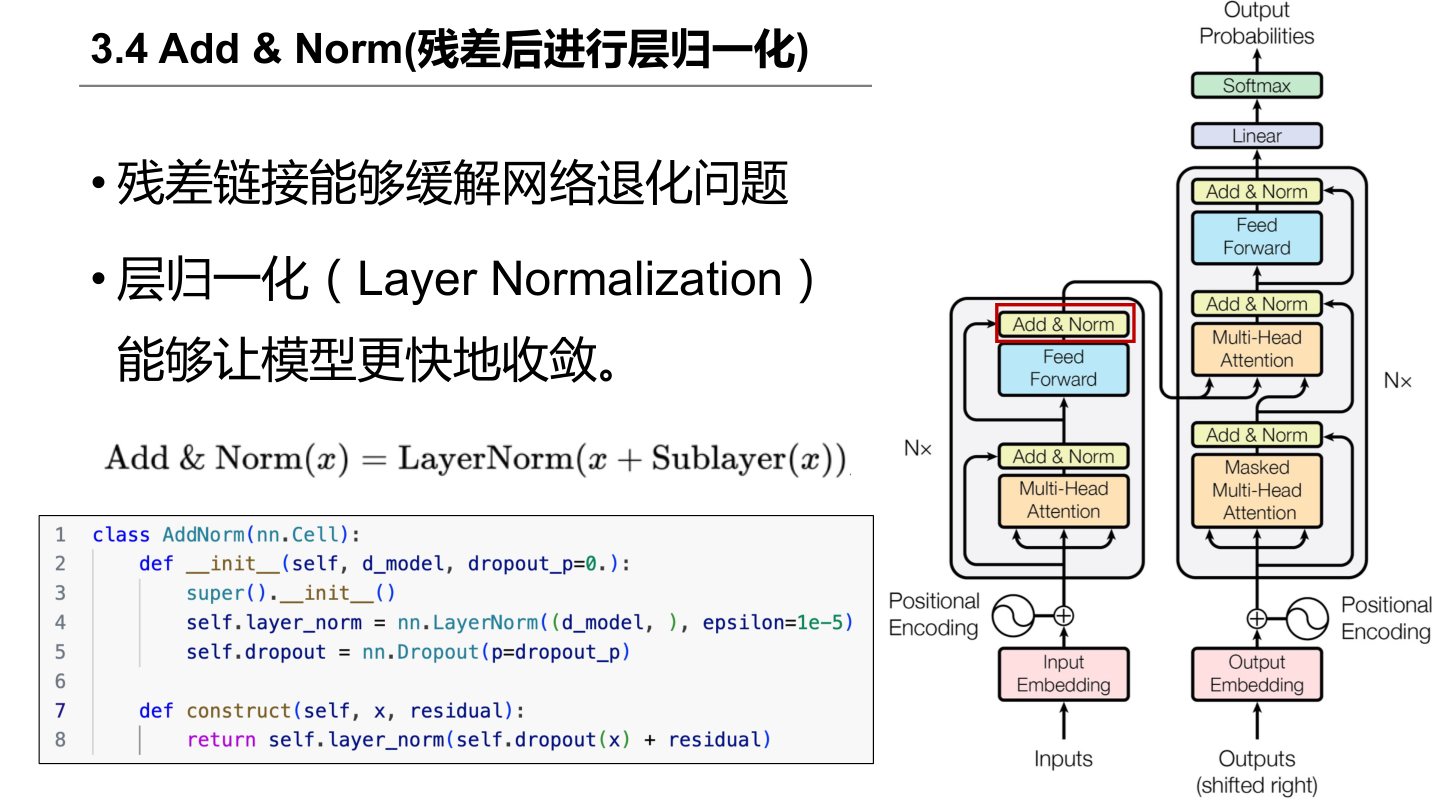 3.4 Add & Norm(残差后进行层归一化)
• 残差链接能够缓解网络退化问题
• 层归一化（Layer Normalization）
能够让模型更快地收敛。
Add & Norm(x) = LayerNorm(x + Sublayer(x))
1 class AddNorm(nn.Cell):
2     def __init__(self, d_model, dropout_p=0.):
3         super().__init__()
4         self.layer_norm = nn.LayerNorm((d_model, ), epsilon=1e-5)
5         self.dropout = nn.Dropout(p=dropout_p)
6
7     def construct(self, x, residual):
8         return self.layer_norm(self.dropout(x) + residual)
Output
Probabilities
Softmax
Linear
Add & Norm
Feed
Forward
Add & Norm
Multi-Head
Attention
Add & Norm
Masked
Multi-Head
Attention
N×
Add & Norm
Feed
Forward
Add & Norm
Multi-Head
Attention
N×
Positional
Encoding
Input
Embedding
Inputs
Positional
Encoding
Output
Embedding
Outputs
(shifted right)